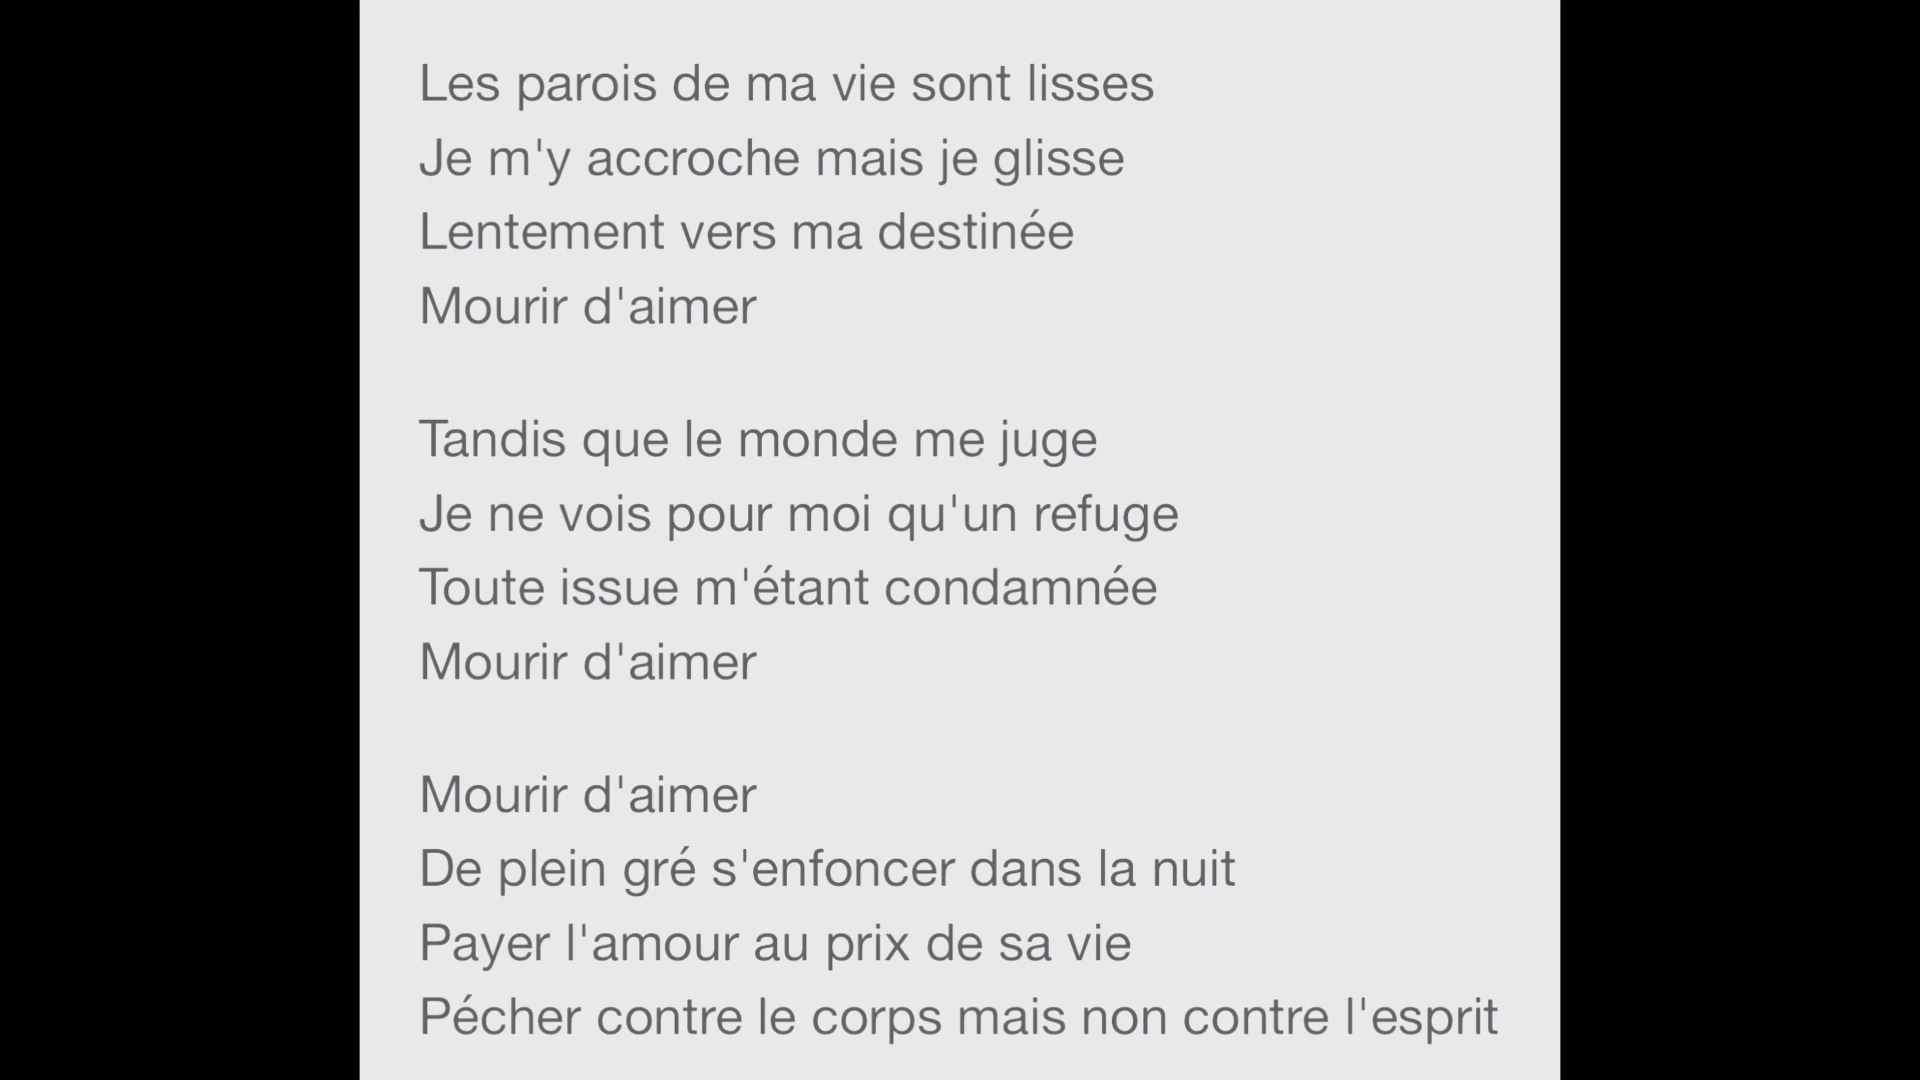 Les parois de ma vie sont lisses
Je m'y accroche mais je glisse
Lentement vers ma destinée
Mourir d'aimer
Tandis que le monde me juge
Je ne vois pour moi qu'un refuge
Toute issue m'étant condamnée
Mourir d'aimer
Mourir d'aimer
De plein gré s'enfoncer dans la nuit
Payer l'amour au prix de sa vie
Pécher contre le corps mais non contre l'esprit